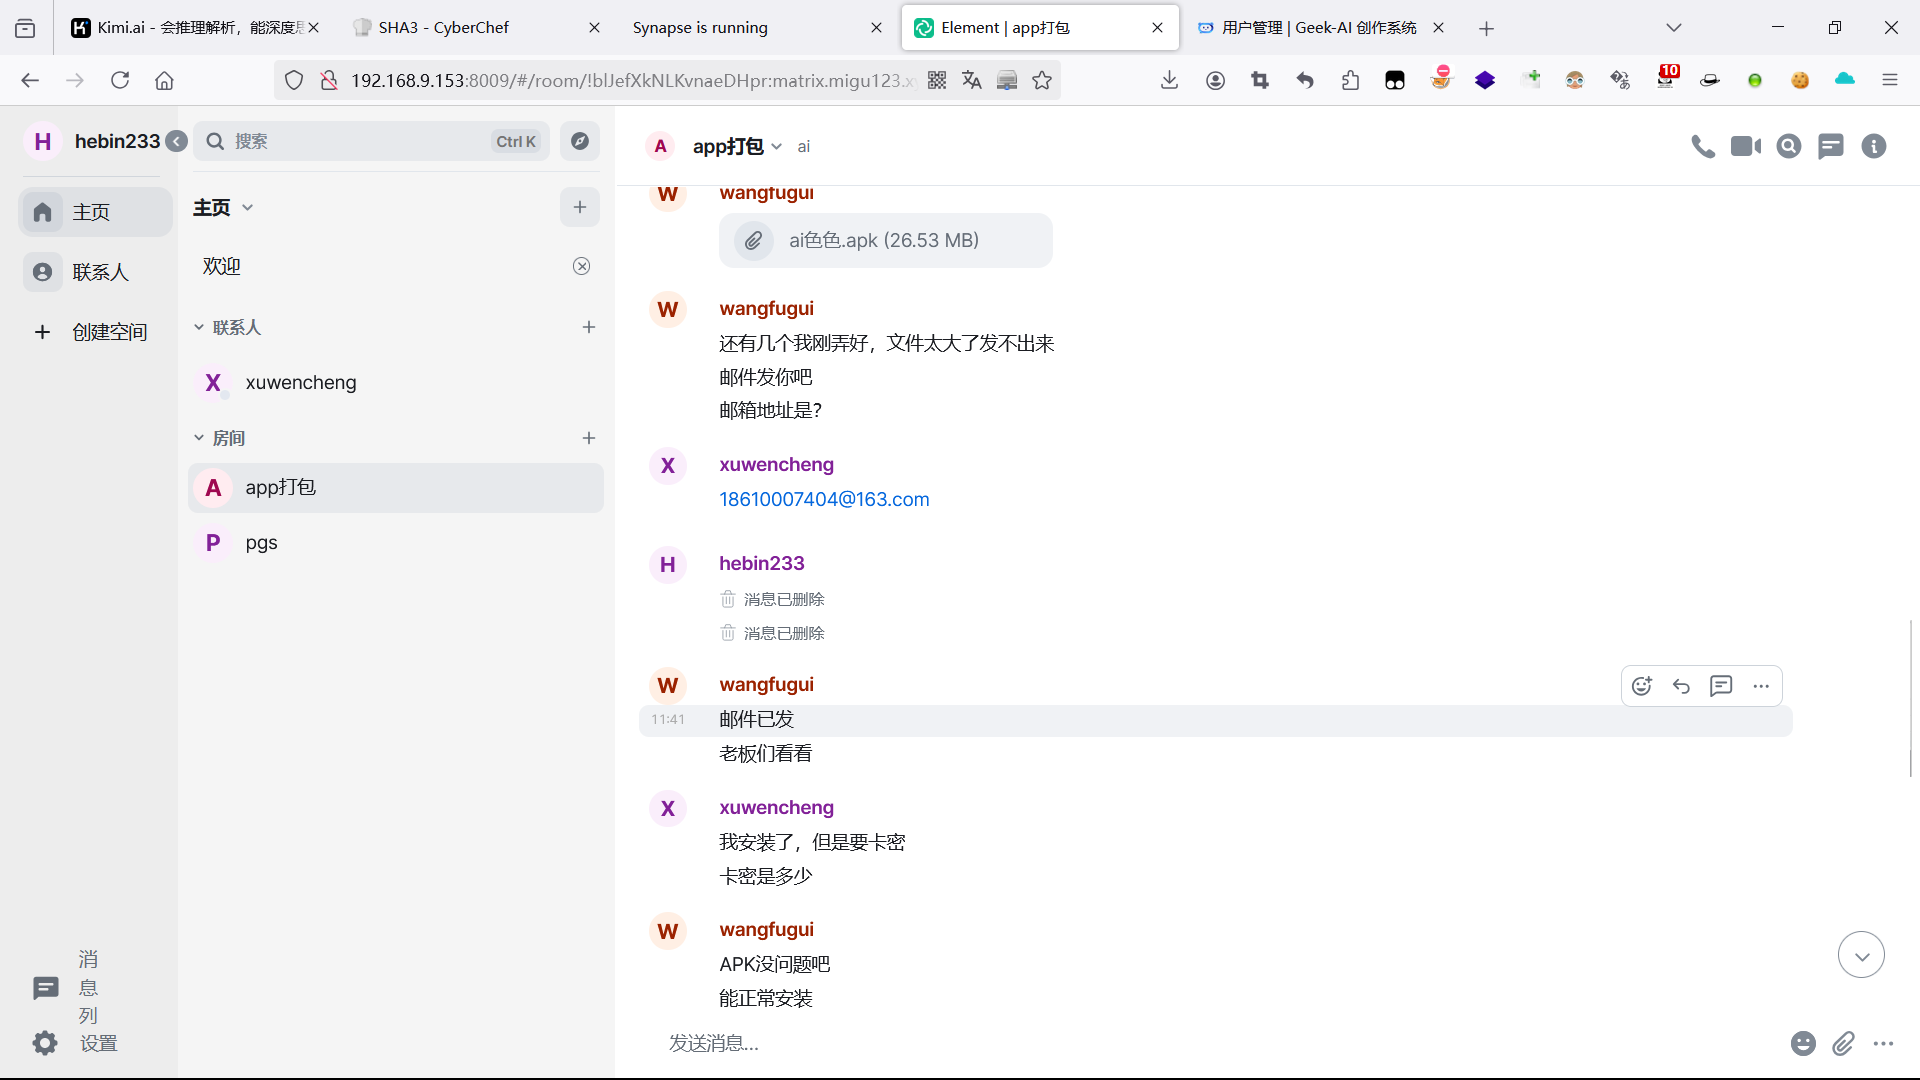 Kimi.ai - 会推理解析，能深度思
SHA3 - CyberChef
Synapse is running
Element | app打包
用户管理 | Geek-AI 创作系统
192.168.9.153:8009/#/room/!blJefXkNLKvnaeDHpr:matrix.migu123.x
10
H
hebin233
搜索
Ctrl K
A
app打包
ai
主页
主页
欢迎
联系人
创建空间
联系人
X
xuwencheng
房间
A
app打包
P
pgs
消
息
列
设置
W
wangfugui
ai色色.apk (26.53 MB)
W
wangfugui
还有几个我刚弄好，文件太大了发不出来
邮件发你吧
邮箱地址是？
X
xuwencheng
18610007404@163.com
H
hebin233
消息已删除
消息已删除
W
wangfugui
11:41
邮件已发
老板们看看
X
xuwencheng
我安装了，但是要卡密
卡密是多少
W
wangfugui
APK没问题吧
能正常安装
发送消息...